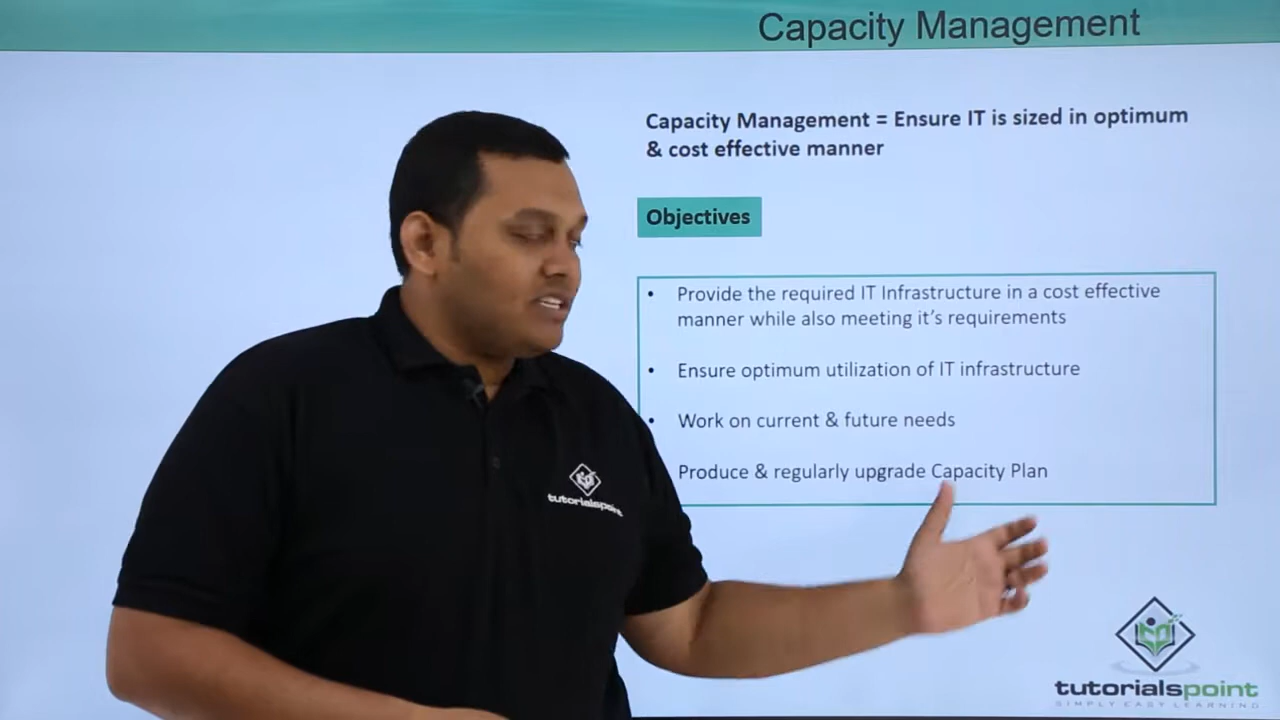 Capacity Management
Capacity Management = Ensure IT is sized in optimum
& cost effective manner
Objectives
• Provide the required IT Infrastructure in a cost effective
manner while also meeting it's requirements
• Ensure optimum utilization of IT infrastructure
• Work on current & future needs
Produce & regularly upgrade Capacity Plan
tutorialspoint
tutorialspoint
SIMPLY EASY LEARNING